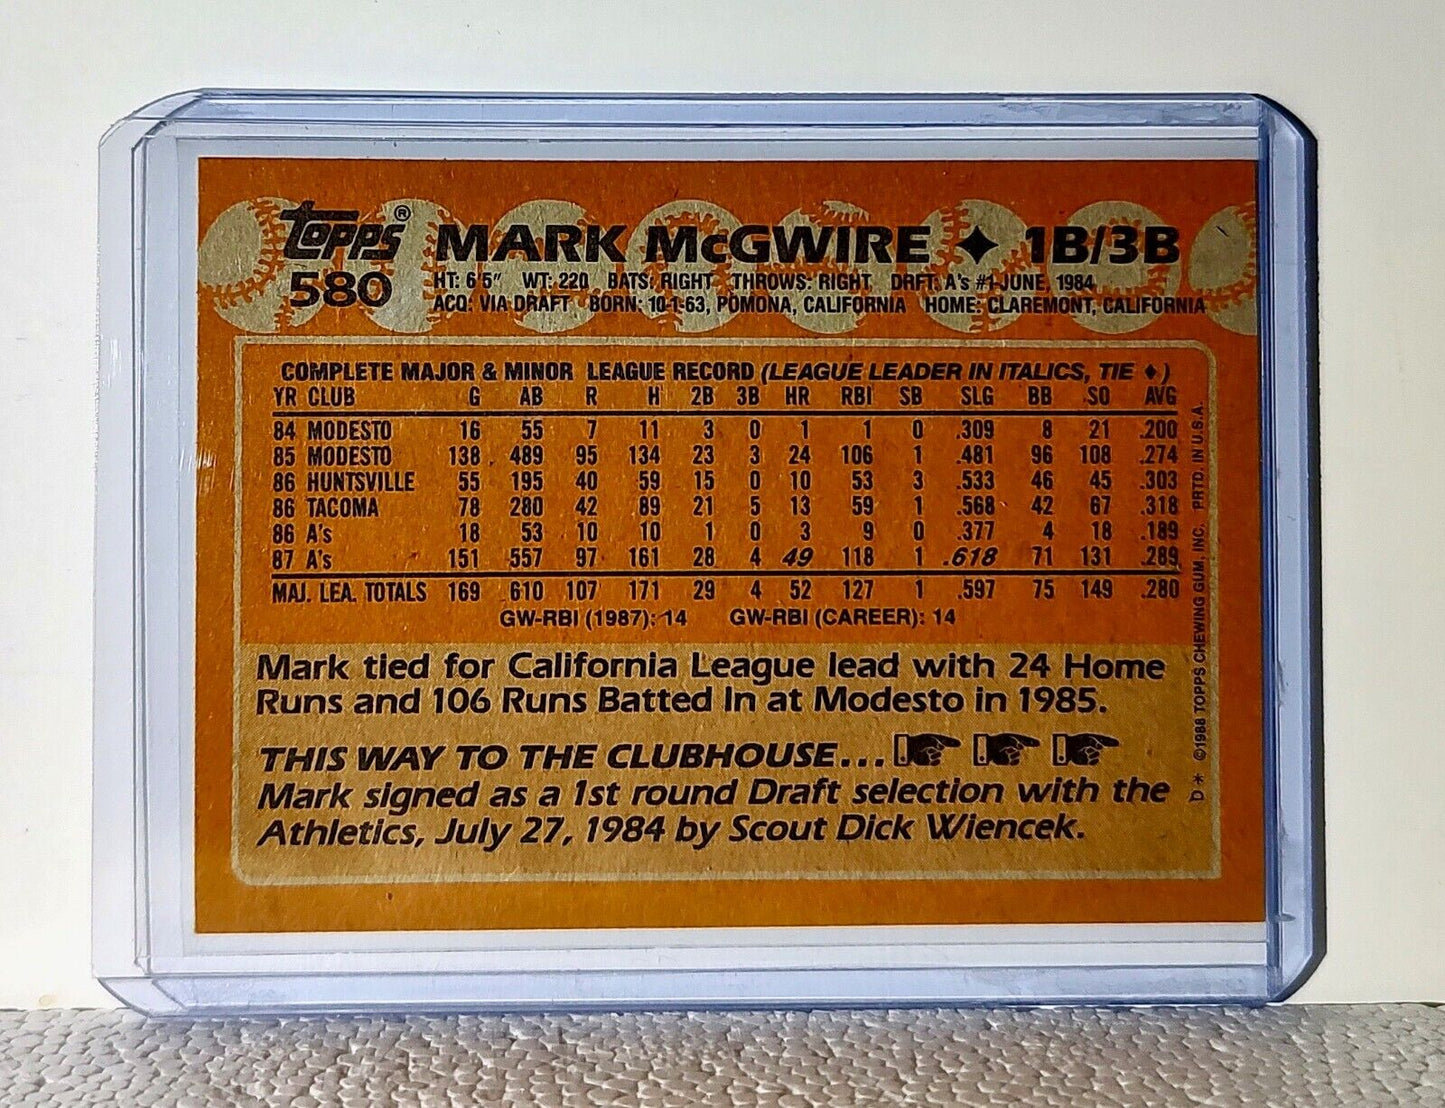 Topps® MARK McGWIRE ✦ 1B/3B
580 HT: 6'5" WT: 220 BATS: RIGHT THROWS: RIGHT DRFT: A's #1-JUNE, 1984
ACQ: VIA DRAFT BORN: 10-1-63, POMONA, CALIFORNIA HOME: CLAREMONT, CALIFORNIA
COMPLETE MAJOR & MINOR LEAGUE RECORD (LEAGUE LEADER IN ITALICS, TIE ♦)
YR CLUB G AB R H 2B 3B HR RBI SB SLG BB SO AVG
84 MODESTO 16 55 7 11 3 0 1 1 0 .309 8 21 .200
85 MODESTO 138 489 95 134 23 3 24 106 1 .481 96 108 .274
86 HUNTSVILLE 55 195 40 59 15 0 10 53 3 .533 46 45 .303
86 TACOMA 78 280 42 89 21 5 13 59 1 .568 42 67 .318
86 A's 18 53 10 10 1 0 3 9 0 .377 4 18 .189
87 A's 151 557 97 161 28 4 49 118 1 .618 71 131 .289
MAJ. LEA. TOTALS 169 610 107 171 29 4 52 127 1 .597 75 149 .280
GW-RBI (1987): 14 GW-RBI (CAREER): 14
Mark tied for California League lead with 24 Home
Runs and 106 Runs Batted In at Modesto in 1985.
THIS WAY TO THE CLUBHOUSE...
Mark signed as a 1st round Draft selection with the
Athletics, July 27, 1984 by Scout Dick Wiencek.
D* ©1988 TOPPS CHEWING GUM, INC. PRTD. IN U.S.A.